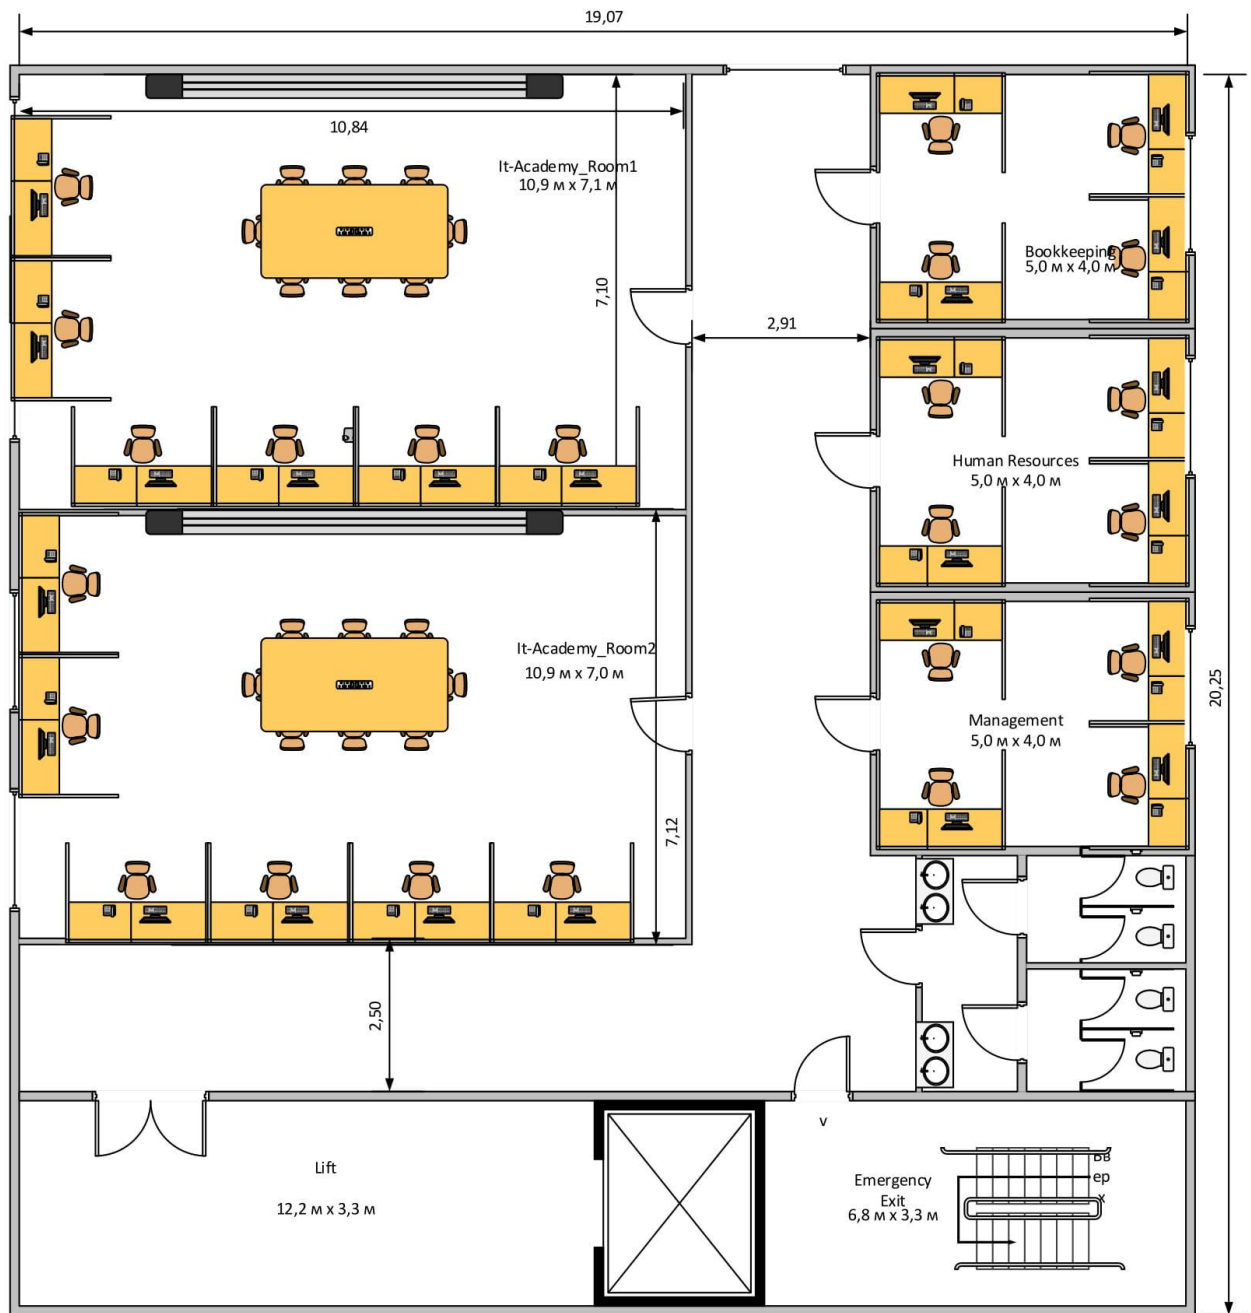 19,07
10,84
It-Academy_Room1
10,9 м x 7,1 м
7,10
2,91
Bookkeeping
5,0 м x 4,0 м
Human Resources
5,0 м x 4,0 м
It-Academy_Room2
10,9 м x 7,0 м
Management
5,0 м x 4,0 м
20,25
7,12
2,50
v
Lift
12,2 м x 3,3 м
Emergency
Exit
6,8 м x 3,3 м
вв
ер
х